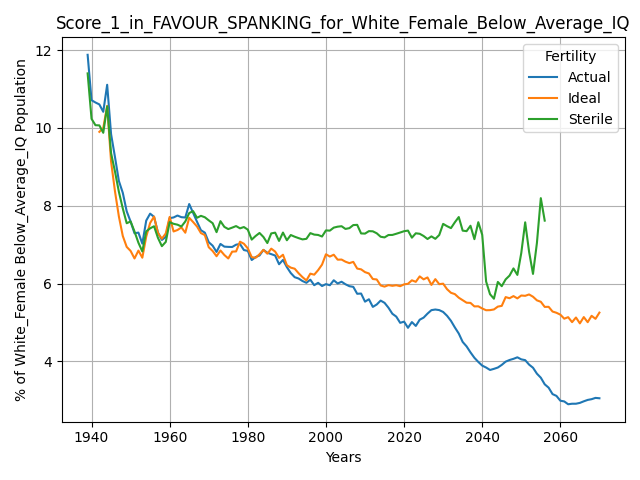 Score_1_in_FAVOUR_SPANKING_for_White_Female_Below_Average_IQ
% of White_Female Below_Average_IQ Population
12
10
8
6
4
Fertility
Actual
Ideal
Sterile
1940 1960 1980 2000 2020 2040 2060
Years